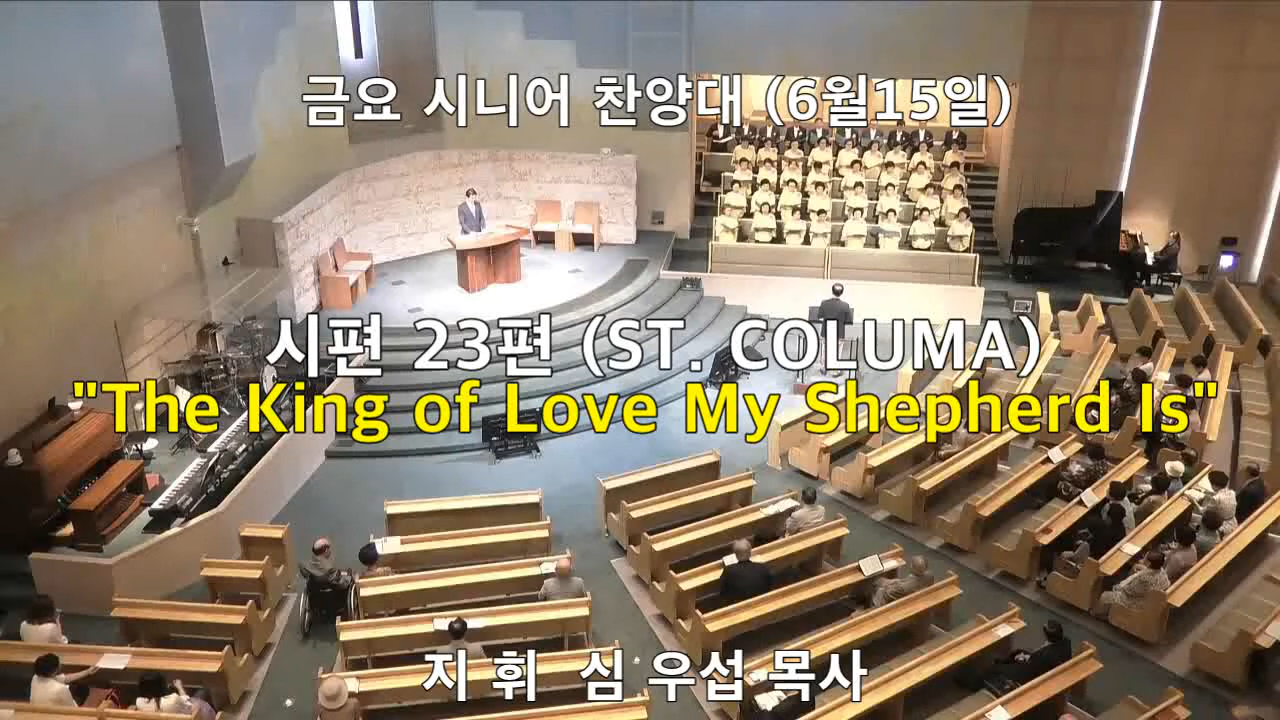 금요 시니어 찬양대 (6월15일)
시편 23편 (ST. COLUMA)
"The King of Love My Shepherd Is"
지 휘  심 우섭 목사